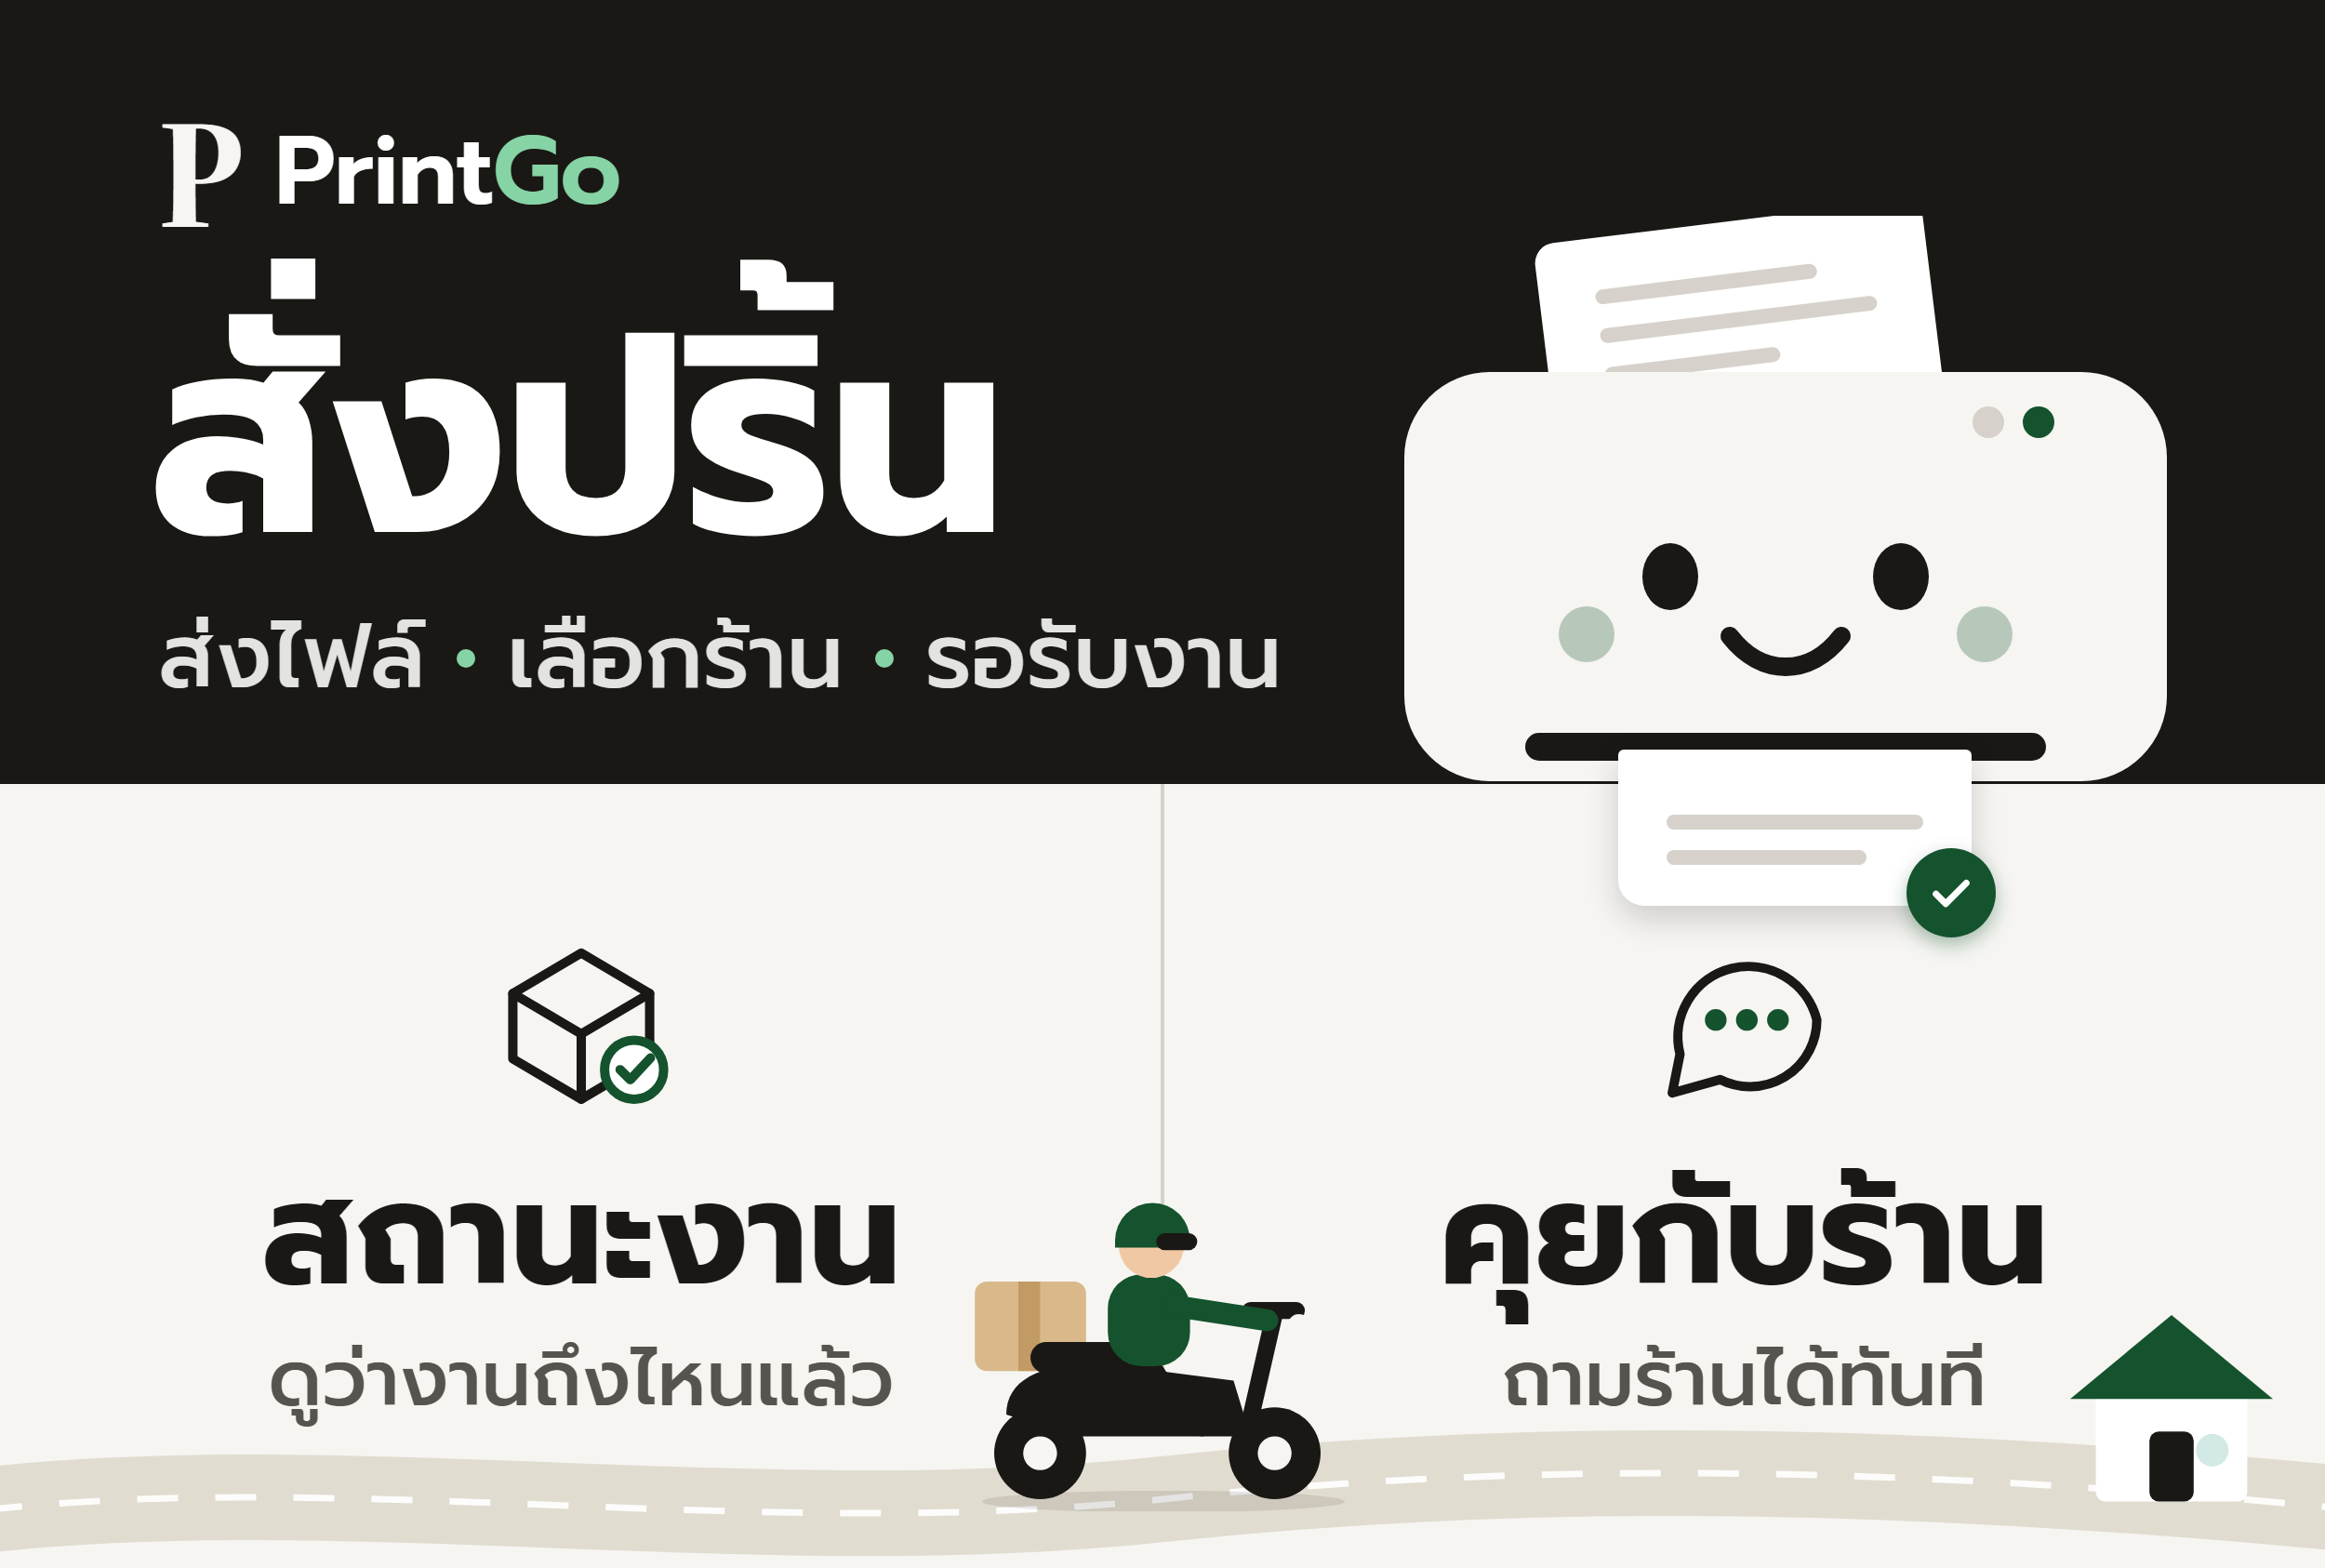 P PrintGo
สั่งปริ้น
ส่งไฟล์ • เลือกร้าน • รอรับงาน
สถานะงาน
ดูว่างานถึงไหนแล้ว
คุยกับร้าน
ถามร้านได้ทันที